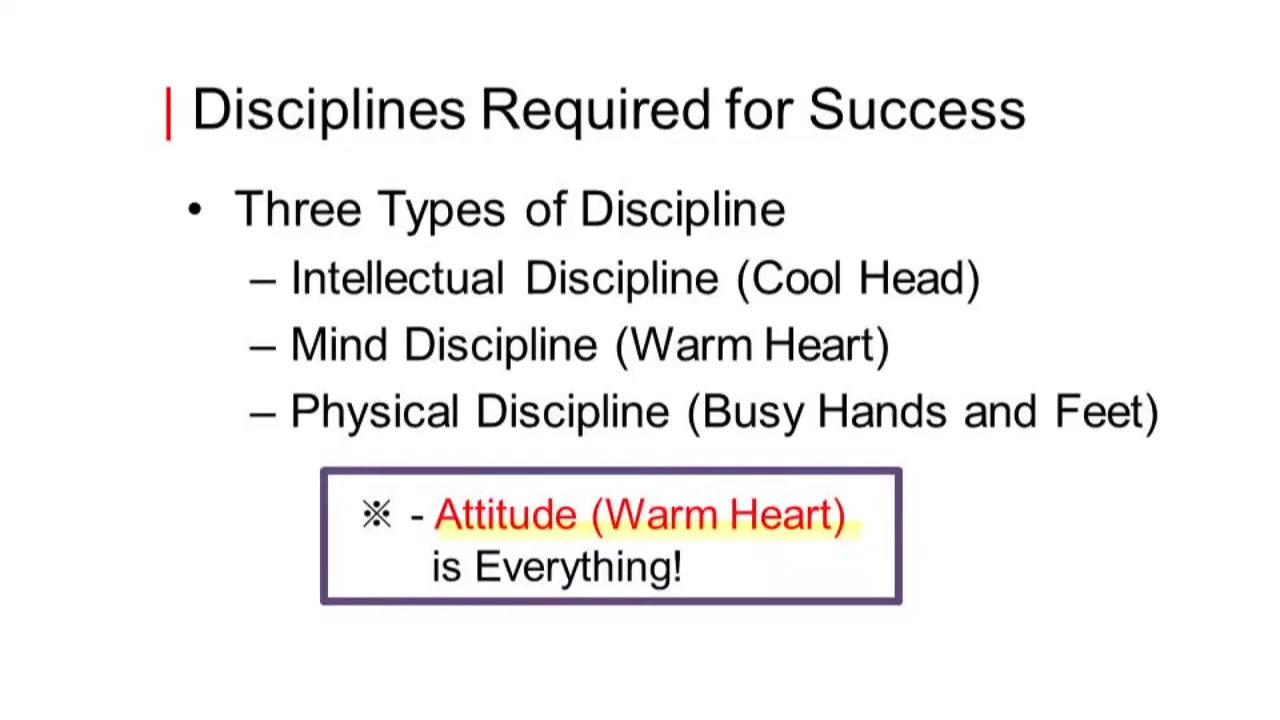 | Disciplines Required for Success
• Three Types of Discipline
– Intellectual Discipline (Cool Head)
– Mind Discipline (Warm Heart)
– Physical Discipline (Busy Hands and Feet)
※ - Attitude (Warm Heart)
is Everything!